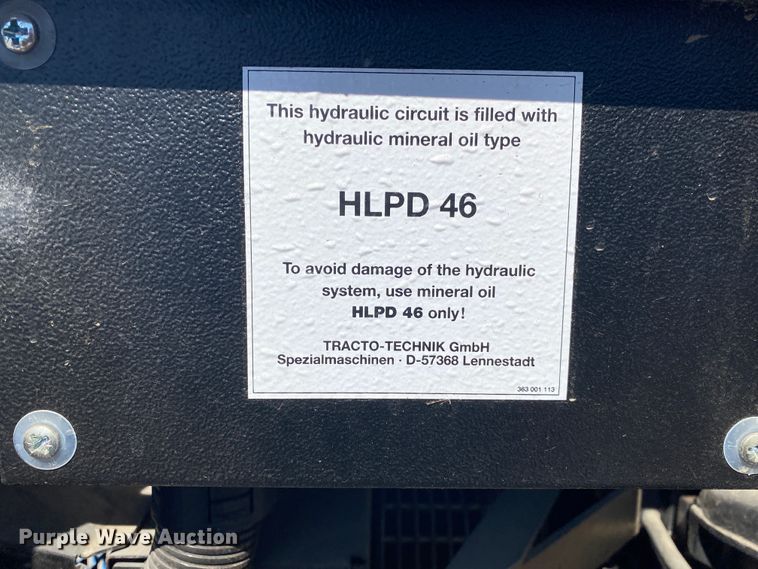 This hydraulic circuit is filled with
hydraulic mineral oil type
HLPD 46
To avoid damage of the hydraulic
system, use mineral oil
HLPD 46 only!
TRACTO-TECHNIK GmbH
Spezialmaschinen · D-57368 Lennestadt
363 001 113
Purple Wave Auction